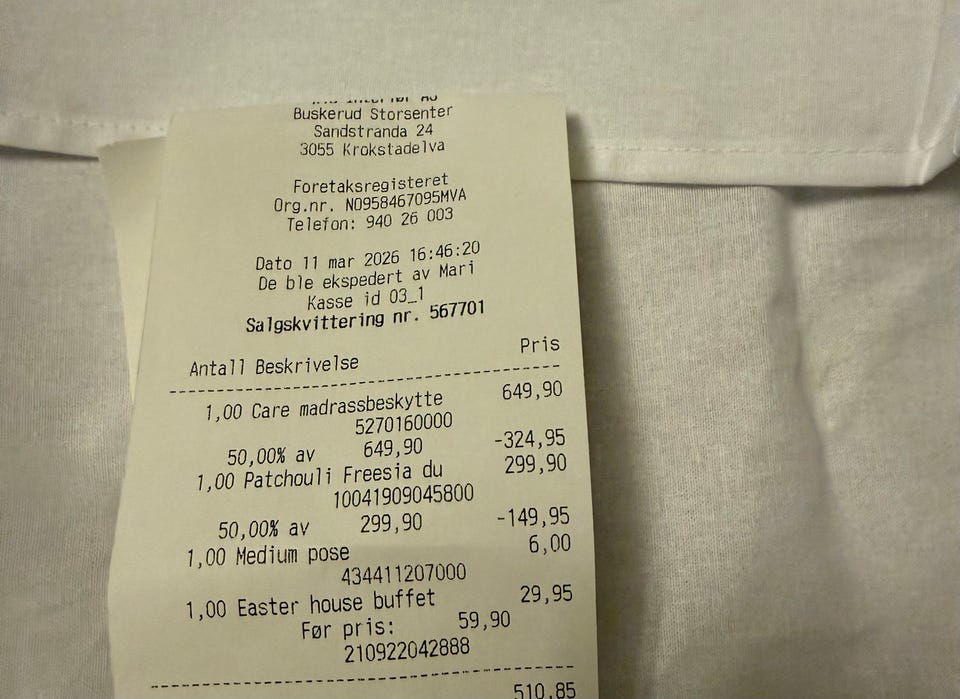 Buskerud Storsenter
Sandstranda 24
3055 Krokstadelva
Foretaksregisteret
Org.nr. NO958467095MVA
Telefon: 940 26 003
Dato 11 mar 2026 16:46:20
De ble ekspedert av Mari
Kasse id 03_1
Salgskvittering nr. 567701
Antall Beskrivelse Pris
1,00 Care madrassbeskytte 649,90
5270160000
50,00% av 649,90 -324,95
1,00 Patchouli Freesia du 299,90
10041909045800
50,00% av 299,90 -149,95
1,00 Medium pose 6,00
434411207000
1,00 Easter house buffet 29,95
Før pris: 59,90
210922042888
510,85